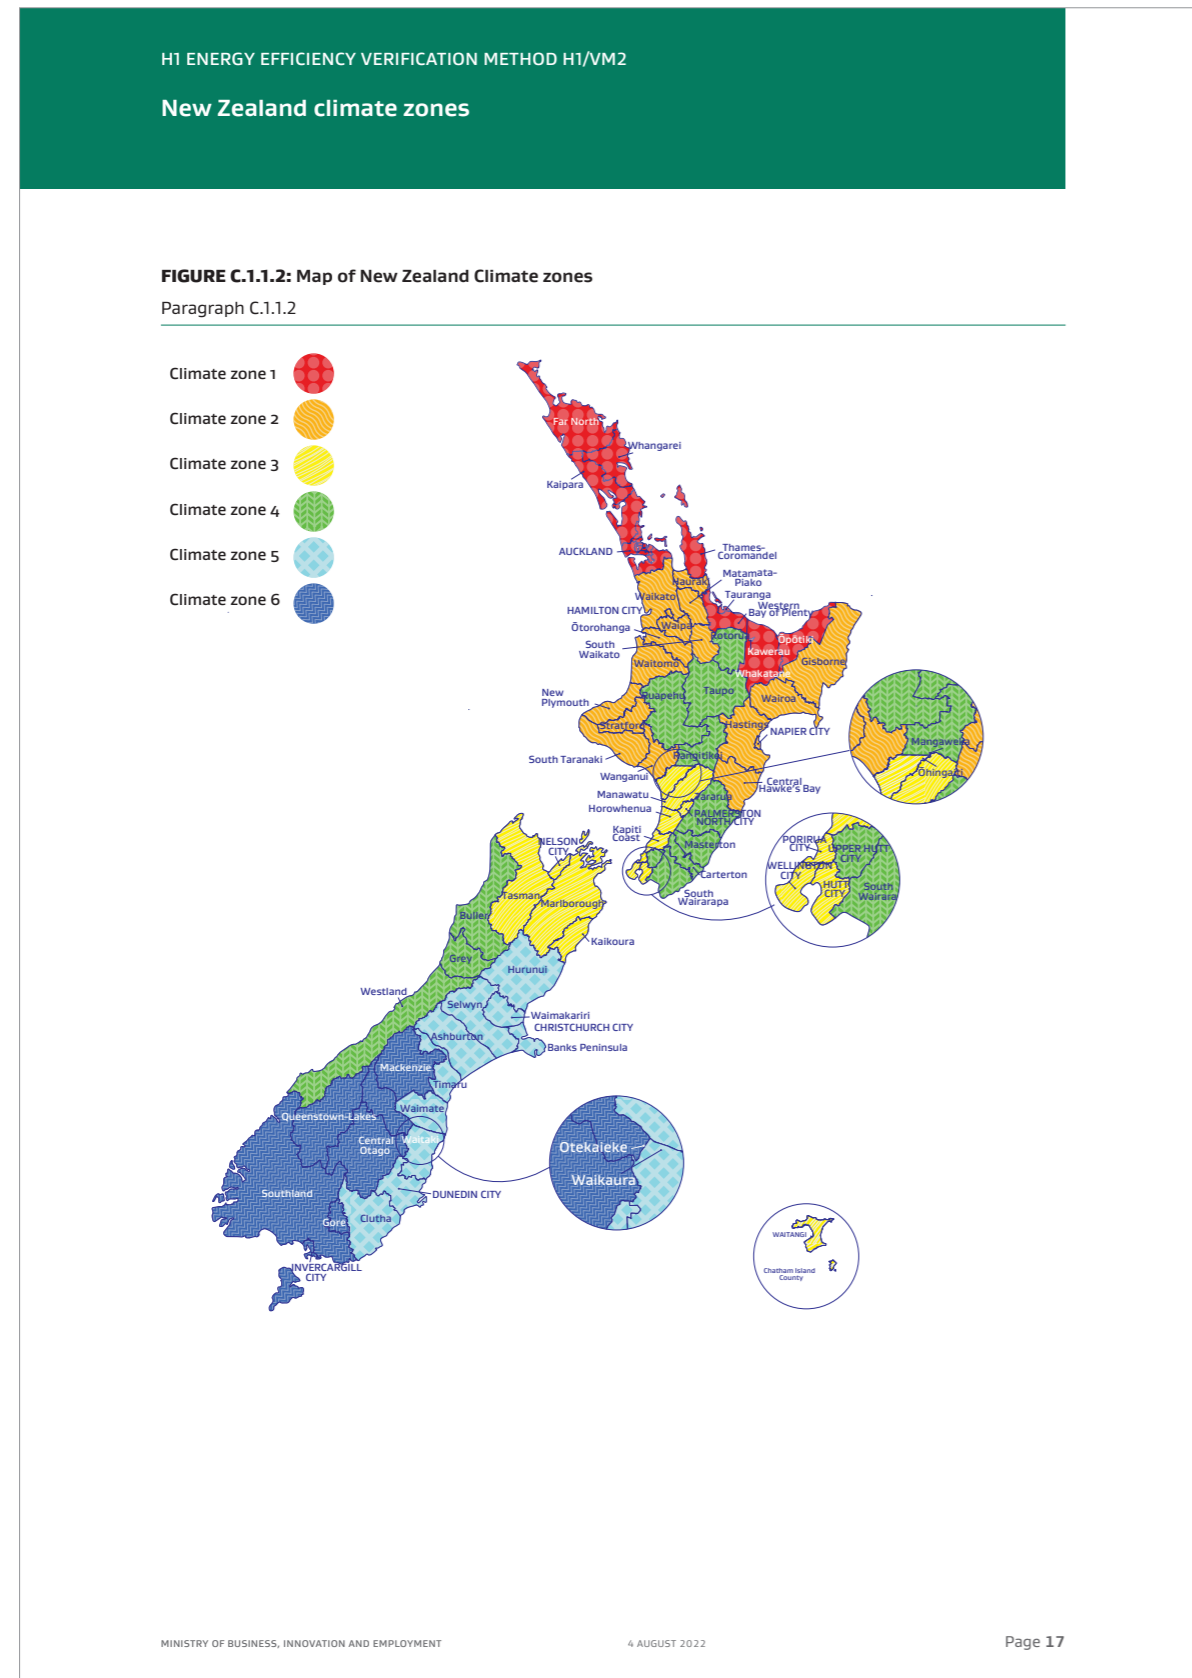 H1 ENERGY EFFICIENCY VERIFICATION METHOD H1/VM2
New Zealand climate zones
FIGURE C.1.1.2: Map of New Zealand Climate zones
Paragraph C.1.1.2
Climate zone 1
Climate zone 2
Climate zone 3
Climate zone 4
Climate zone 5
Climate zone 6
Far North
Whangarei
Kaipara
AUCKLAND
Thames-
Coromandel
Hauraki
Matamata-
Piako
Waikato
Tauranga
Western
Bay of Plenty
HAMILTON CITY
Waipa
Ōtorohanga
Rotorua
Ōpōtiki
South
Waikato
Kawerau
Gisborne
Waitomo
Whakatane
Ruapehu
Taupo
Wairoa
New
Plymouth
Stratford
Hastings
NAPIER CITY
South Taranaki
Rangitikei
Wanganui
Central
Hawke's Bay
Manawatu
Tararua
Horowhenua
PALMERSTON
NORTH CITY
Kapiti
Coast
Masterton
Carterton
South
Wairarapa
Mangaweka
Ōhingaiti
PORIRUA
CITY
UPPER HUTT
CITY
WELLINGTON
CITY
HUTT
CITY
South
Wairara
NELSON
CITY
Tasman
Marlborough
Buller
Kaikoura
Grey
Hurunui
Westland
Selwyn
Waimakariri
CHRISTCHURCH CITY
Ashburton
Banks Peninsula
Mackenzie
Timaru
Waimate
Queenstown-Lakes
Central
Otago
Waitaki
Otekaieke
Waikaura
Southland
DUNEDIN CITY
Gore
Clutha
INVERCARGILL
CITY
WAITANGI
Chatham Island
County
MINISTRY OF BUSINESS, INNOVATION AND EMPLOYMENT
4 AUGUST 2022
Page 17